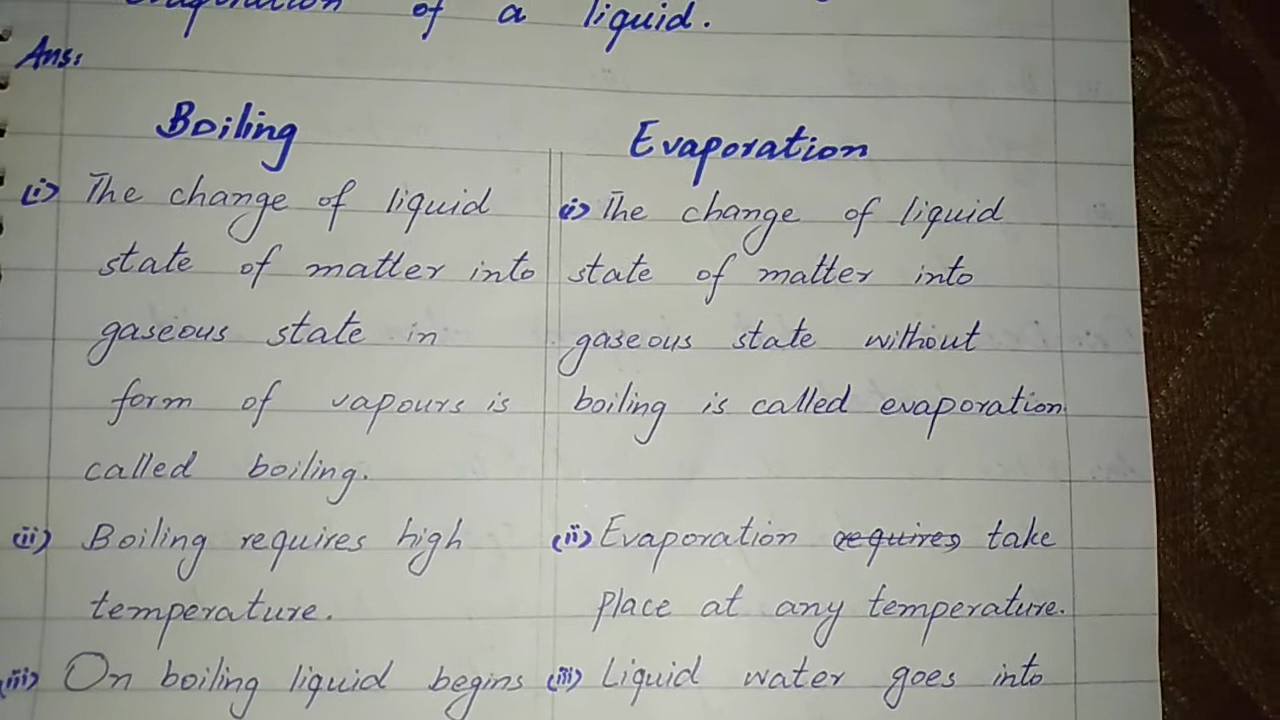 of a liquid.
Ans:
Boiling
(i) The change of liquid
state of matter into
gaseous state in
form of vapours is
called boiling.
(ii) Boiling requires high
temperature.
(iii) On boiling liquid begins
Evaporation
(i) The change of liquid
state of matter into
gaseous state without
boiling is called evaporation
(ii) Evaporation requires take
place at any temperature.
(iii) Liquid water goes into